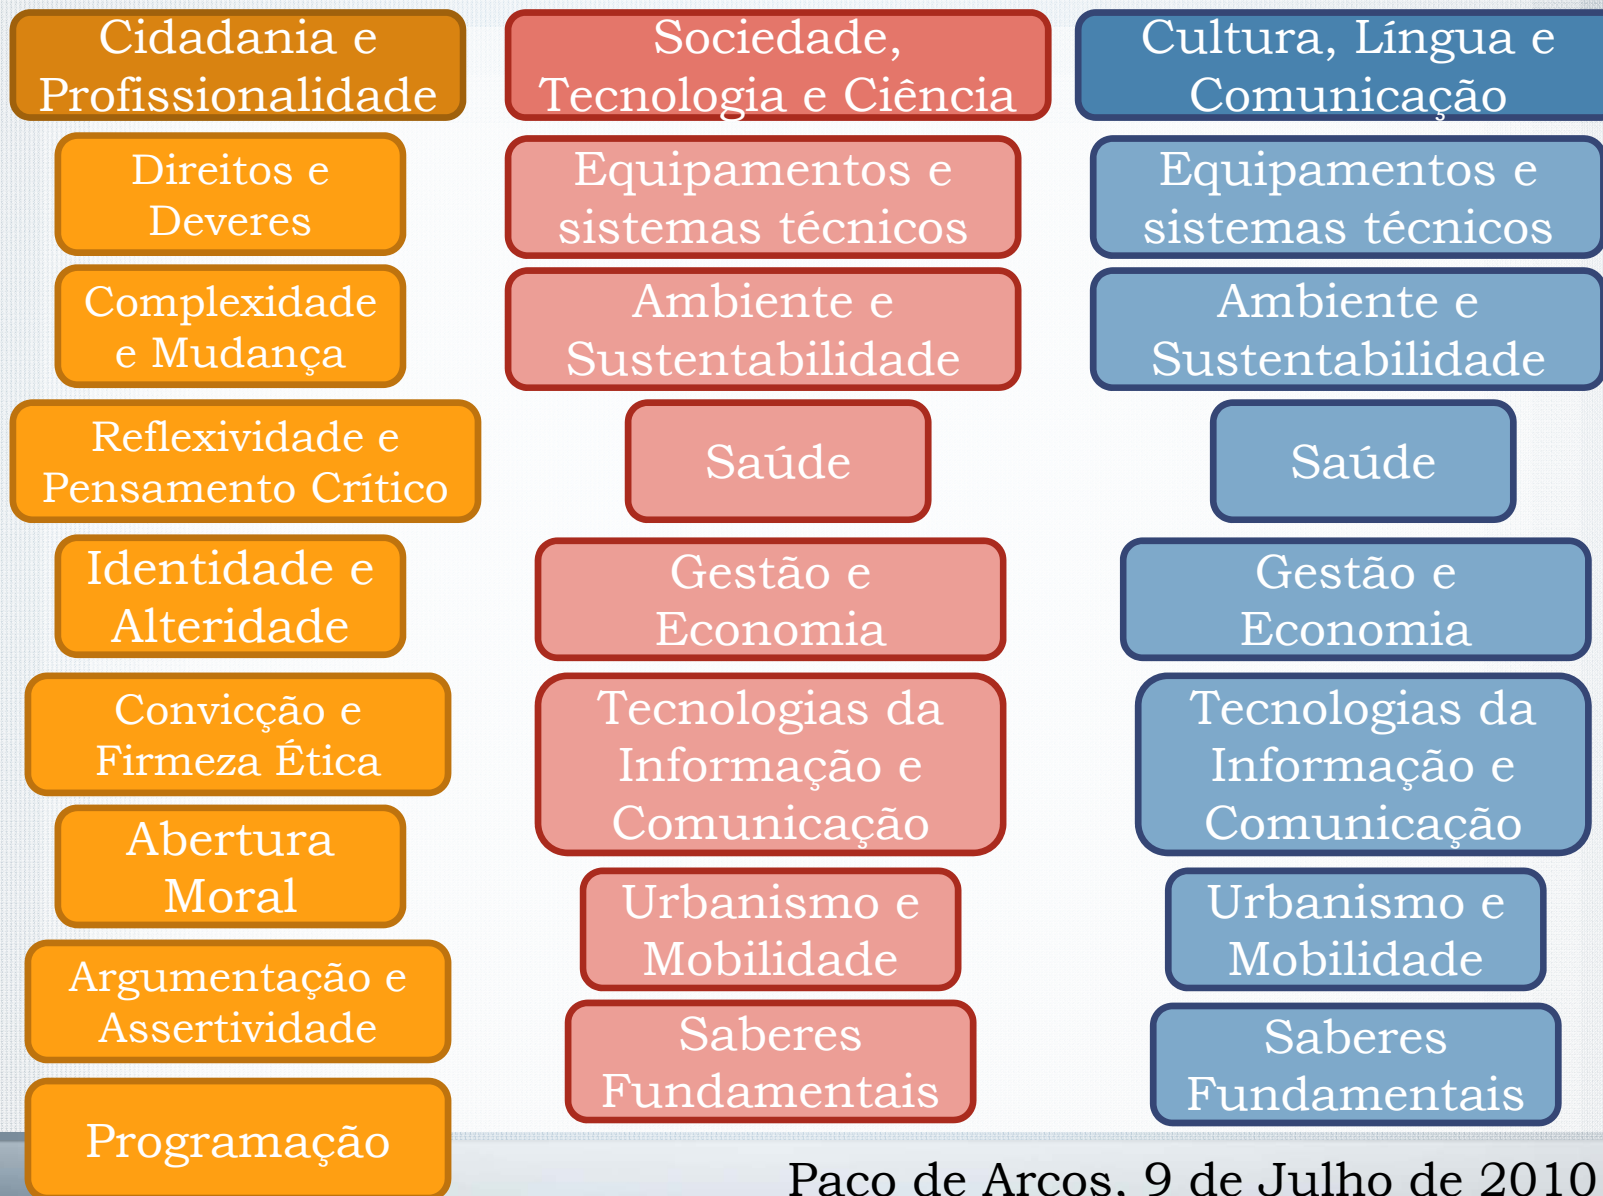 Cidadania e
Profissionalidade
Direitos e
Deveres
Complexidade
e Mudança
Reflexividade e
Pensamento Crítico
Identidade e
Alteridade
Convicção e
Firmeza Ética
Abertura
Moral
Argumentação e
Assertividade
Programação
Sociedade,
Tecnologia e Ciência
Equipamentos e
sistemas técnicos
Ambiente e
Sustentabilidade
Saúde
Gestão e
Economia
Tecnologias da
Informação e
Comunicação
Urbanismo e
Mobilidade
Saberes
Fundamentais
Cultura, Língua e
Comunicação
Equipamentos e
sistemas técnicos
Ambiente e
Sustentabilidade
Saúde
Gestão e
Economia
Tecnologias da
Informação e
Comunicação
Urbanismo e
Mobilidade
Saberes
Fundamentais
Paço de Arcos, 9 de Julho de 2010